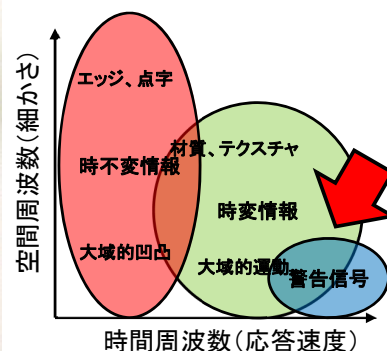 空間周波数(細かさ)
エッジ、点字
材質、テクスチャ
時不変情報
時変情報
大域的凹凸
大域的運動
警告信号
時間周波数(応答速度)